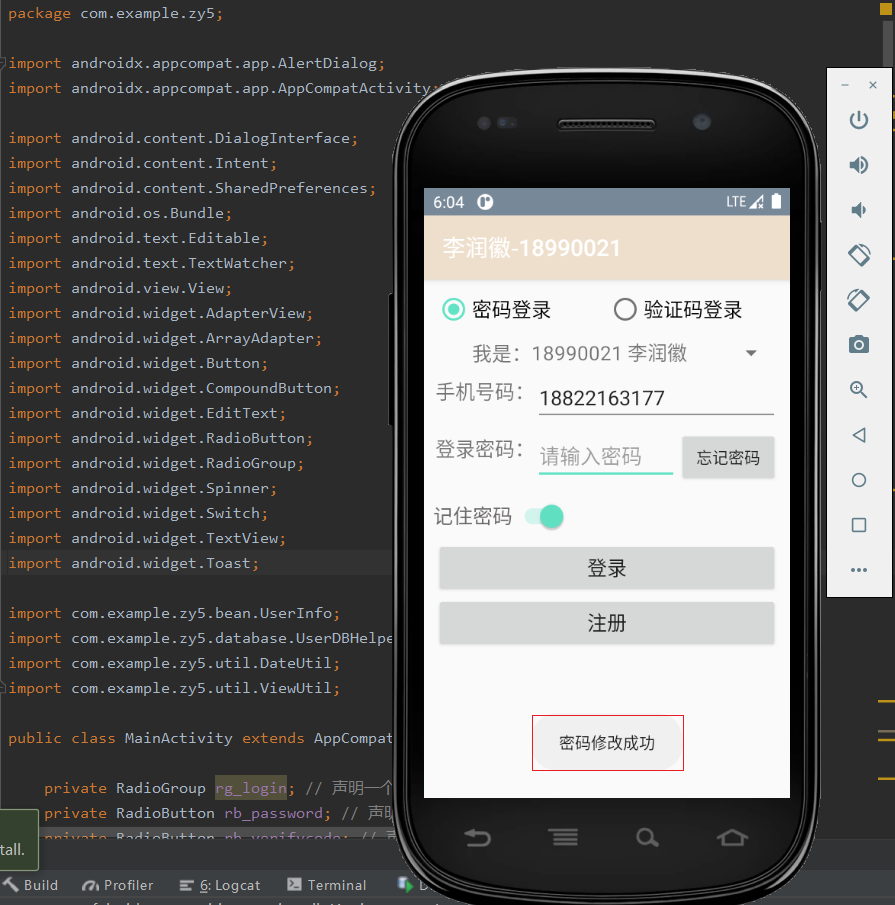 package com.example.zy5;
import androidx.appcompat.app.AlertDialog;
import androidx.appcompat.app.AppCompatActivity;
import android.content.DialogInterface;
import android.content.Intent;
import android.content.SharedPreferences;
import android.os.Bundle;
import android.text.Editable;
import android.text.TextWatcher;
import android.view.View;
import android.widget.AdapterView;
import android.widget.ArrayAdapter;
import android.widget.Button;
import android.widget.CompoundButton;
import android.widget.EditText;
import android.widget.RadioButton;
import android.widget.RadioGroup;
import android.widget.Spinner;
import android.widget.Switch;
import android.widget.TextView;
import android.widget.Toast;
import com.example.zy5.bean.UserInfo;
import com.example.zy5.database.UserDBHelpe
import com.example.zy5.util.DateUtil;
import com.example.zy5.util.ViewUtil;
public class MainActivity extends AppCompat
private RadioGroup rg_login; // 声明一个
private RadioButton rb_password; // 声明
private RadioButton rb_verifycode; //
tall.
Build Profiler 6: Logcat Terminal
6:04 LTE
李润徽-18990021
密码登录 验证码登录
我是: 18990021 李润徽
手机号码: 18822163177
登录密码: 请输入密码 忘记密码
记住密码
登录
注册
密码修改成功